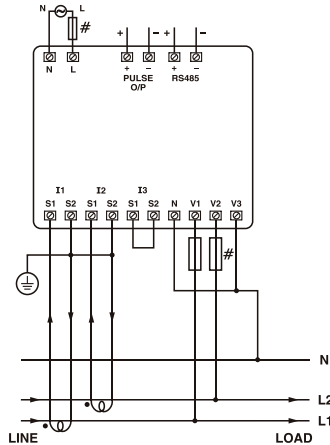 N L
#
+ - + -
N L + - + -
PULSE RS485
O/P
I1 I2 I3
S1 S2 S1 S2 S1 S2 N V1 V2 V3
#
N
L2
L1
LINE LOAD